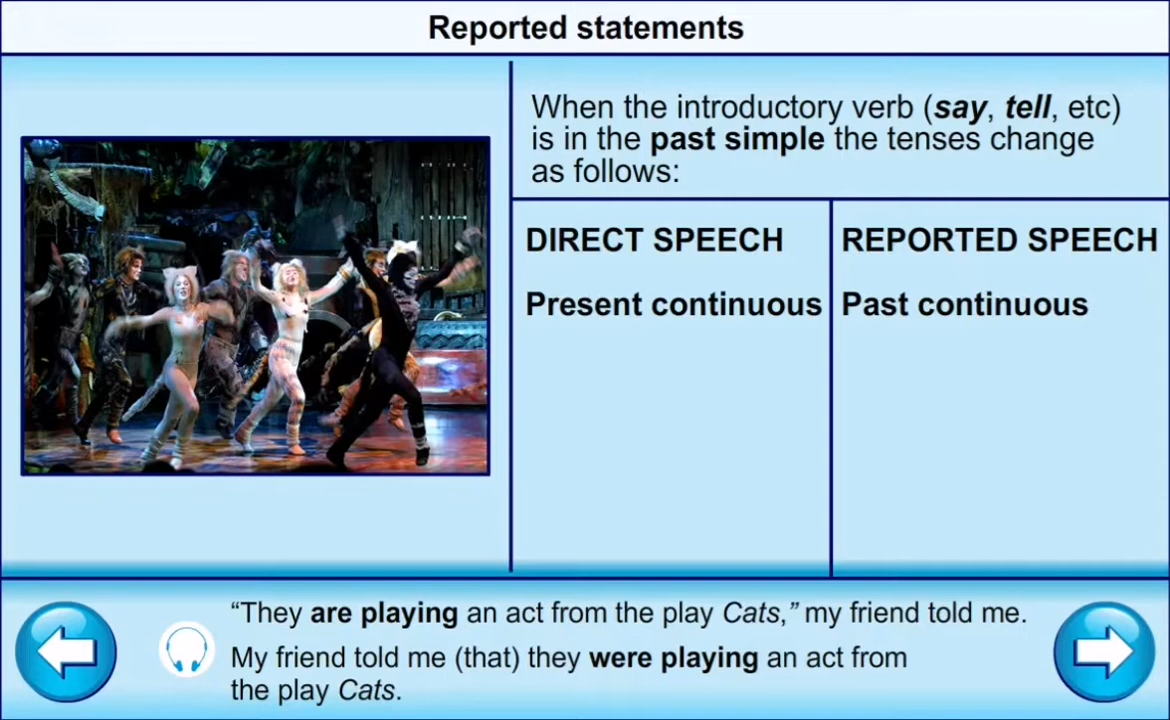 Reported statements
When the introductory verb (say, tell, etc)
is in the past simple the tenses change
as follows:
DIRECT SPEECH
Present continuous
REPORTED SPEECH
Past continuous
“They are playing an act from the play Cats,” my friend told me.
My friend told me (that) they were playing an act from
the play Cats.